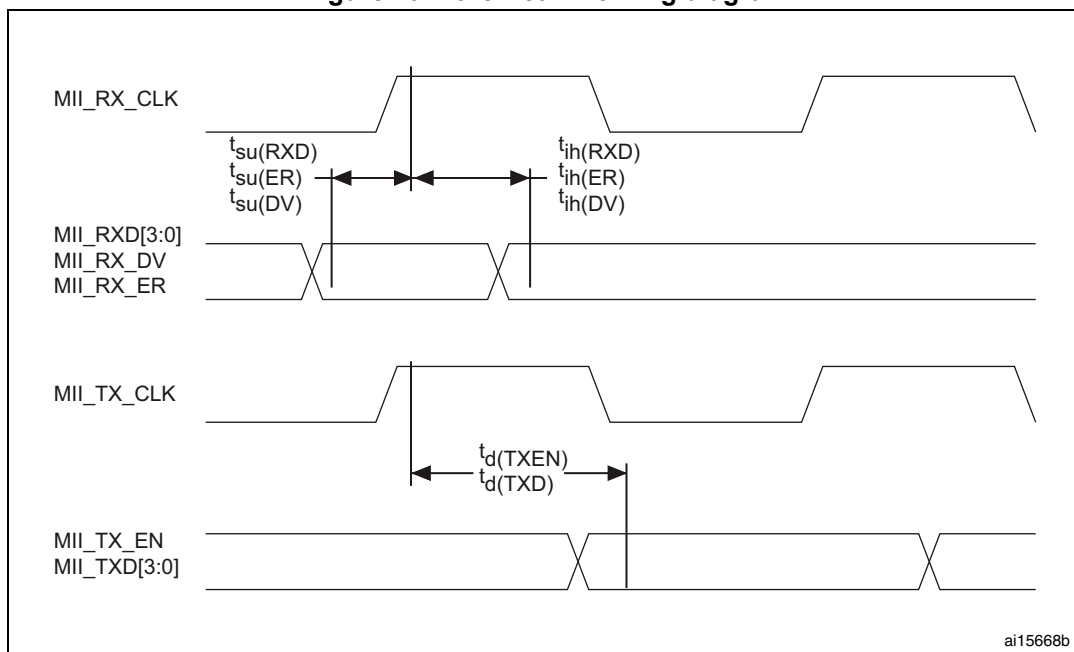 MII_RX_CLK
tsu(RXD)
tsu(ER)
tsu(DV)
tih(RXD)
tih(ER)
tih(DV)
MII_RXD[3:0]
MII_RX_DV
MII_RX_ER
MII_TX_CLK
td(TXEN)
td(TXD)
MII_TX_EN
MII_TXD[3:0]
ai15668b